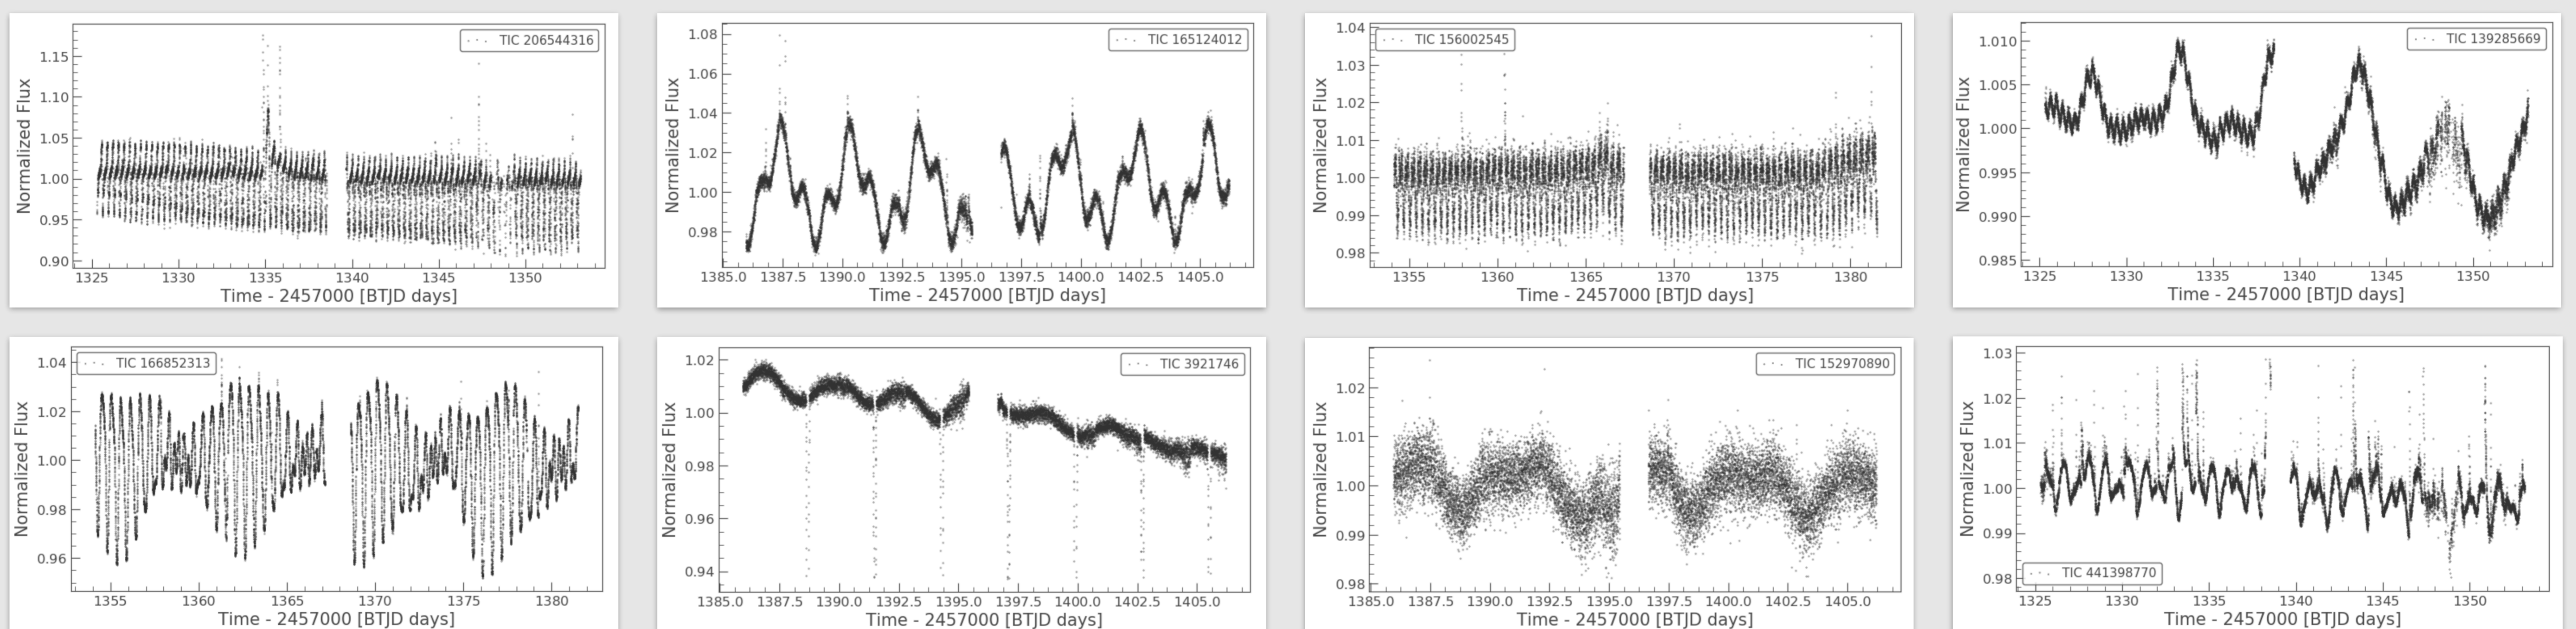 TIC 206544316
Normalized Flux
1.15
1.10
1.05
1.00
0.95
0.90
1325 1330 1335 1340 1345 1350
Time - 2457000 [BTJD days]
TIC 165124012
Normalized Flux
1.08
1.06
1.04
1.02
1.00
0.98
1385.0 1387.5 1390.0 1392.5 1395.0 1397.5 1400.0 1402.5 1405.0
Time - 2457000 [BTJD days]
TIC 156002545
Normalized Flux
1.04
1.03
1.02
1.01
1.00
0.99
0.98
1355 1360 1365 1370 1375 1380
Time - 2457000 [BTJD days]
TIC 139285669
Normalized Flux
1.010
1.005
1.000
0.995
0.990
0.985
1325 1330 1335 1340 1345 1350
Time - 2457000 [BTJD days]
TIC 166852313
Normalized Flux
1.04
1.02
1.00
0.98
0.96
1355 1360 1365 1370 1375 1380
Time - 2457000 [BTJD days]
TIC 3921746
Normalized Flux
1.02
1.00
0.98
0.96
0.94
1385.0 1387.5 1390.0 1392.5 1395.0 1397.5 1400.0 1402.5 1405.0
Time - 2457000 [BTJD days]
TIC 152970890
Normalized Flux
1.02
1.01
1.00
0.99
0.98
1385.0 1387.5 1390.0 1392.5 1395.0 1397.5 1400.0 1402.5 1405.0
Time - 2457000 [BTJD days]
TIC 441398770
Normalized Flux
1.03
1.02
1.01
1.00
0.99
0.98
1325 1330 1335 1340 1345 1350
Time - 2457000 [BTJD days]